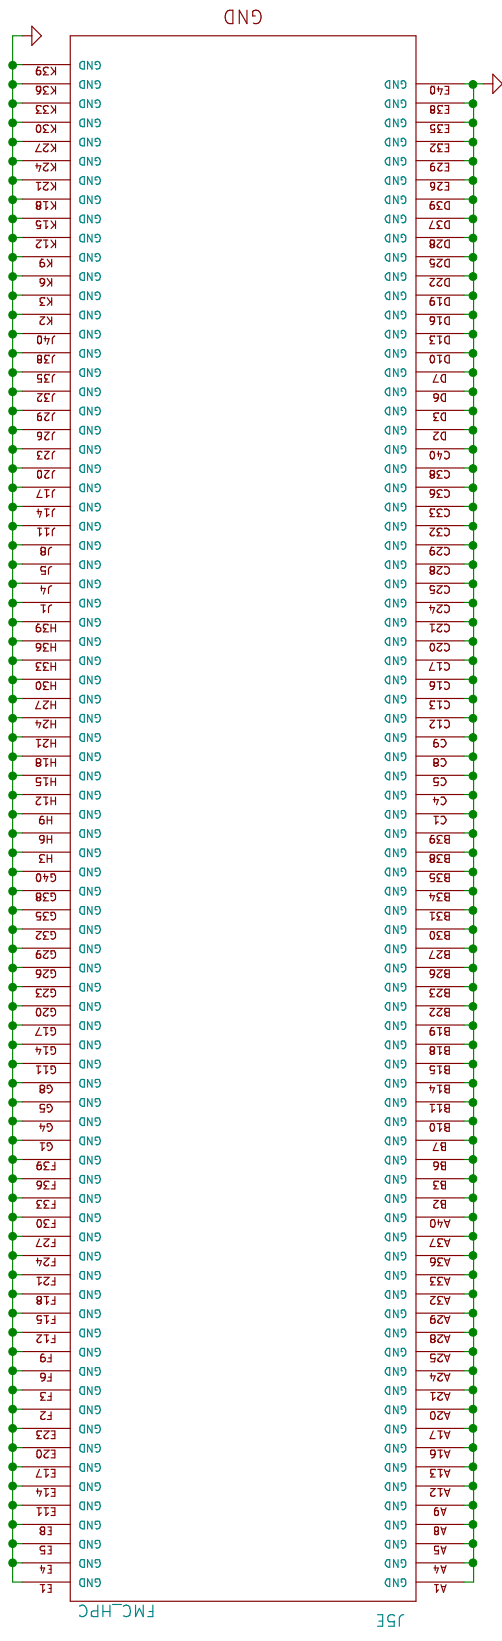 J5E
FMC_HPC
A1 GND GND E1
A4 GND GND E4
A5 GND GND E5
A8 GND GND E8
A9 GND GND E11
A12 GND GND E14
A13 GND GND E17
A16 GND GND E20
A17 GND GND E23
A20 GND GND F2
A21 GND GND F3
A24 GND GND F6
A25 GND GND F9
A28 GND GND F12
A29 GND GND F15
A32 GND GND F18
A33 GND GND F21
A36 GND GND F24
A37 GND GND F27
A40 GND GND F30
B2 GND GND F33
B3 GND GND F36
B6 GND GND F39
B7 GND GND G1
B10 GND GND G4
B11 GND GND G5
B14 GND GND G8
B15 GND GND G11
B18 GND GND G14
B19 GND GND G17
B22 GND GND G20
B23 GND GND G23
B26 GND GND G26
B27 GND GND G29
B30 GND GND G32
B31 GND GND G35
B34 GND GND G38
B35 GND GND G40
B38 GND GND H3
B39 GND GND H6
C1 GND GND H9
C4 GND GND H12
C5 GND GND H15
C8 GND GND H18
C9 GND GND H21
C12 GND GND H24
C13 GND GND H27
C16 GND GND H30
C17 GND GND H33
C20 GND GND H36
C21 GND GND H39
C24 GND GND J1
C25 GND GND J4
C28 GND GND J5
C29 GND GND J8
C32 GND GND J11
C33 GND GND J14
C36 GND GND J17
C38 GND GND J20
C40 GND GND J23
D2 GND GND J26
D3 GND GND J29
D6 GND GND J32
D7 GND GND J35
D10 GND GND J38
D13 GND GND J40
D16 GND GND K2
D19 GND GND K3
D22 GND GND K6
D25 GND GND K9
D28 GND GND K12
D37 GND GND K15
D39 GND GND K18
E26 GND GND K21
E29 GND GND K24
E32 GND GND K27
E35 GND GND K30
E38 GND GND K33
E40 GND GND K36
GND K39
GND